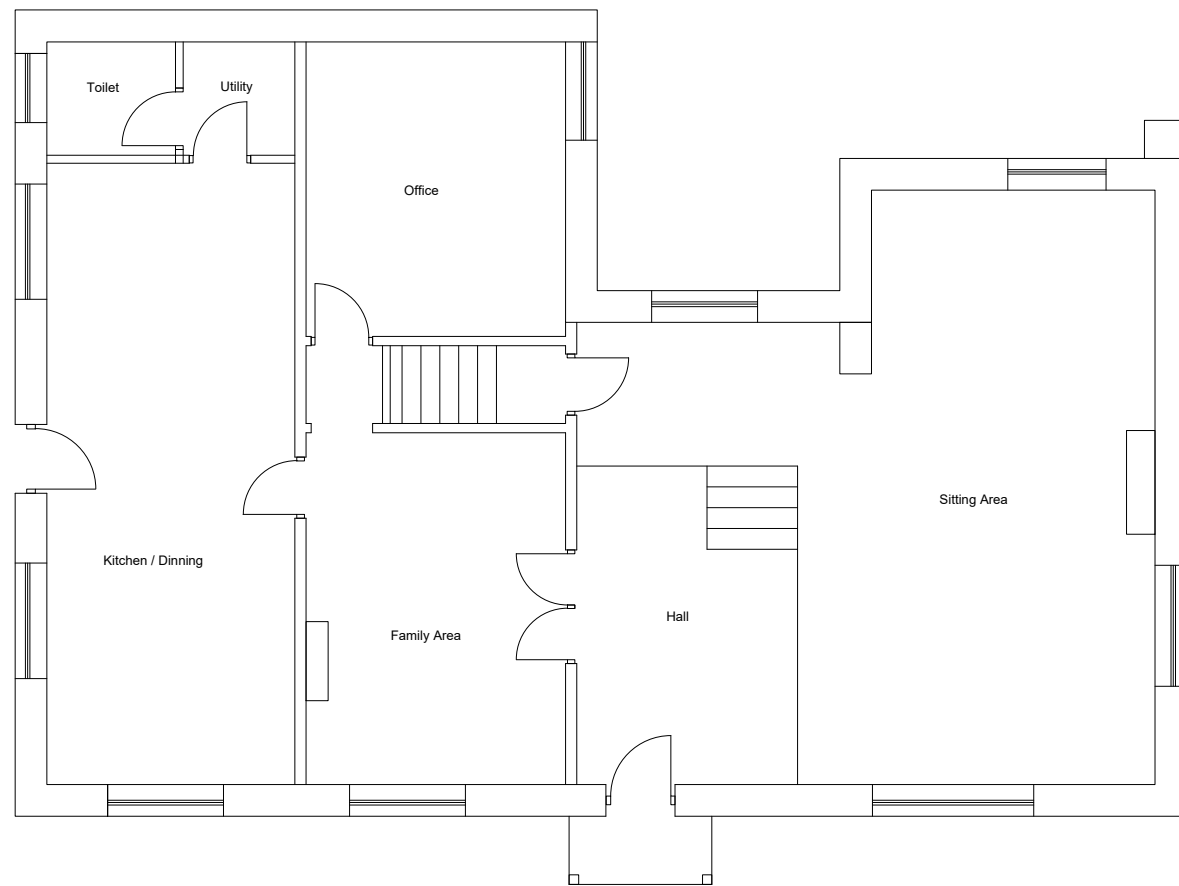 Toilet
Utility
Office
Sitting Area
Kitchen / Dinning
Hall
Family Area